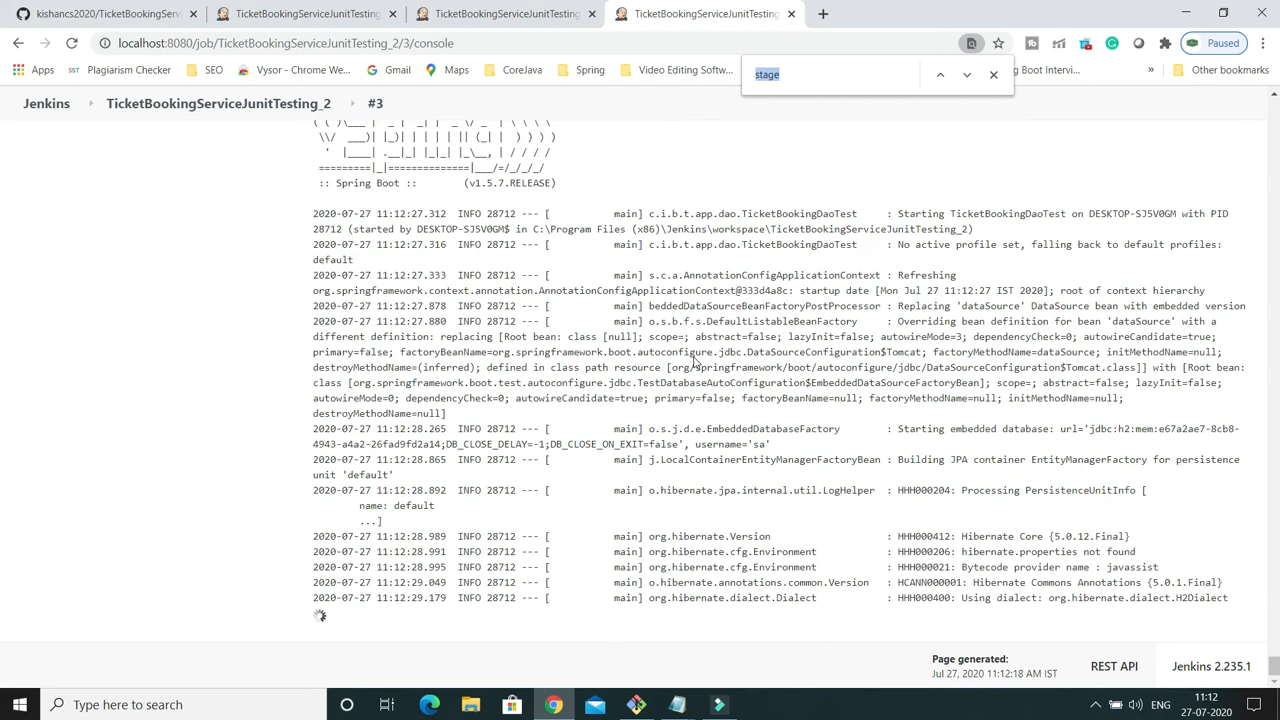 kishancs2020/TicketBookingServic
TicketBookingServiceJunitTesting_
TicketBookingServiceJunitTesting_
TicketBookingServiceJunitTesting_
localhost:8080/job/TicketBookingServiceJunitTesting_2/3/console
Paused
Apps
Plagiarism Checker
SEO
Vysor - Chrome We...
Gmail
Maps
CoreJava
Spring
Video Editing Softw...
g Boot Intervi...
»
Other bookmarks
stage
Jenkins
TicketBookingServiceJunitTesting_2
#3
( ( )\___ | '_ | '_| | '_ \/ _` | \ \ \ \
\\/ ___)| |_)| | | | | || (_| | ) ) ) )
' |____| .__|_| |_|_| |_\__, | / / / /
=========|_|==============|___/=/_/_/_/
:: Spring Boot :: (v1.5.7.RELEASE)
2020-07-27 11:12:27.312 INFO 28712 --- [ main] c.i.b.t.app.dao.TicketBookingDaoTest : Starting TicketBookingDaoTest on DESKTOP-SJ5V0GM with PID
28712 (started by DESKTOP-SJ5V0GM$ in C:\Program Files (x86)\Jenkins\workspace\TicketBookingServiceJunitTesting_2)
2020-07-27 11:12:27.316 INFO 28712 --- [ main] c.i.b.t.app.dao.TicketBookingDaoTest : No active profile set, falling back to default profiles:
default
2020-07-27 11:12:27.333 INFO 28712 --- [ main] s.c.a.AnnotationConfigApplicationContext : Refreshing
org.springframework.context.annotation.AnnotationConfigApplicationContext@333d4a8c: startup date [Mon Jul 27 11:12:27 IST 2020]; root of context hierarchy
2020-07-27 11:12:27.878 INFO 28712 --- [ main] beddedDataSourceBeanFactoryPostProcessor : Replacing 'dataSource' DataSource bean with embedded version
2020-07-27 11:12:27.880 INFO 28712 --- [ main] o.s.b.f.s.DefaultListableBeanFactory : Overriding bean definition for bean 'dataSource' with a
different definition: replacing [Root bean: class [null]; scope=; abstract=false; lazyInit=false; autowireMode=3; dependencyCheck=0; autowireCandidate=true;
primary=false; factoryBeanName=org.springframework.boot.autoconfigure.jdbc.DataSourceConfiguration$Tomcat; factoryMethodName=dataSource; initMethodName=null;
destroyMethodName=(inferred); defined in class path resource [org/springframework/boot/autoconfigure/jdbc/DataSourceConfiguration$Tomcat.class]] with [Root bean:
class [org.springframework.boot.test.autoconfigure.jdbc.TestDatabaseAutoConfiguration$EmbeddedDataSourceFactoryBean]; scope=; abstract=false; lazyInit=false;
autowireMode=0; dependencyCheck=0; autowireCandidate=true; primary=false; factoryBeanName=null; factoryMethodName=null; initMethodName=null;
destroyMethodName=null]
2020-07-27 11:12:28.265 INFO 28712 --- [ main] o.s.j.d.e.EmbeddedDatabaseFactory : Starting embedded database: url='jdbc:h2:mem:e67a2ae7-8cb8-
4943-a4a2-26fad9fd2a14;DB_CLOSE_DELAY=-1;DB_CLOSE_ON_EXIT=false', username='sa'
2020-07-27 11:12:28.865 INFO 28712 --- [ main] j.LocalContainerEntityManagerFactoryBean : Building JPA container EntityManagerFactory for persistence
unit 'default'
2020-07-27 11:12:28.892 INFO 28712 --- [ main] o.hibernate.jpa.internal.util.LogHelper : HHH000204: Processing PersistenceUnitInfo [
name: default
...]
2020-07-27 11:12:28.989 INFO 28712 --- [ main] org.hibernate.Version : HHH000412: Hibernate Core {5.0.12.Final}
2020-07-27 11:12:28.991 INFO 28712 --- [ main] org.hibernate.cfg.Environment : HHH000206: hibernate.properties not found
2020-07-27 11:12:28.995 INFO 28712 --- [ main] org.hibernate.cfg.Environment : HHH000021: Bytecode provider name : javassist
2020-07-27 11:12:29.049 INFO 28712 --- [ main] o.hibernate.annotations.common.Version : HCANN000001: Hibernate Commons Annotations {5.0.1.Final}
2020-07-27 11:12:29.179 INFO 28712 --- [ main] org.hibernate.dialect.Dialect : HHH000400: Using dialect: org.hibernate.dialect.H2Dialect
Page generated:
Jul 27, 2020 11:12:18 AM IST
REST API
Jenkins 2.235.1
Type here to search
ENG
11:12
27-07-2020